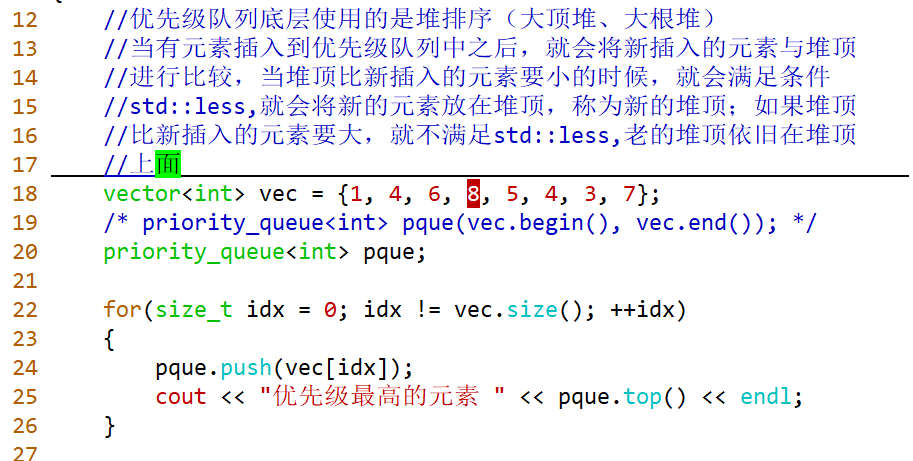 12 //优先级队列底层使用的是堆排序（大顶堆、大根堆）
13 //当有元素插入到优先级队列中之后，就会将新插入的元素与堆顶
14 //进行比较，当堆顶比新插入的元素要小的时候，就会满足条件
15 //std::less,就会将新的元素放在堆顶，称为新的堆顶；如果堆顶
16 //比新插入的元素要大，就不满足std::less,老的堆顶依旧在堆顶
17 //上面
18 vector<int> vec = {1, 4, 6, 8, 5, 4, 3, 7};
19 /* priority_queue<int> pque(vec.begin(), vec.end()); */
20 priority_queue<int> pque;
21
22 for(size_t idx = 0; idx != vec.size(); ++idx)
23 {
24 pque.push(vec[idx]);
25 cout << "优先级最高的元素 " << pque.top() << endl;
26 }
27